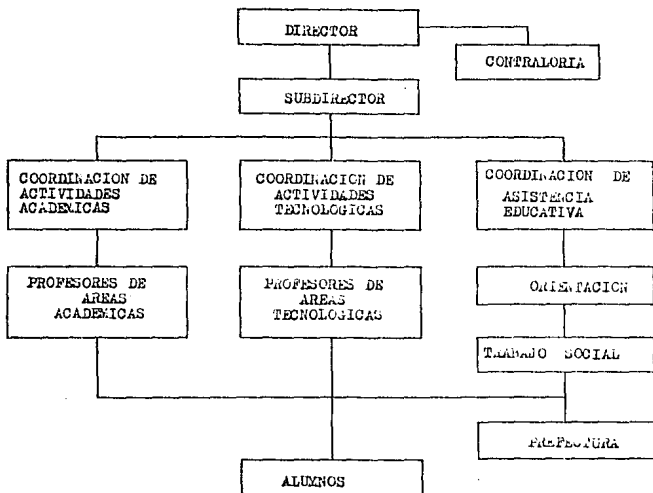 DIRECTOR
CONTRALORIA
SUBDIRECTOR
COORDINACION DE
ACTIVIDADES
ACADEMICAS
COORDINACION DE
ACTIVIDADES
TECNOLOGICAS
COORDINACION DE
ASISTENCIA
EDUCATIVA
PROFESORES DE
AREAS
ACADEMICAS
PROFESORES DE
AREAS
TECNOLOGICAS
ORIENTACION
TRABAJO SOCIAL
PREFECTURA
ALUMNOS